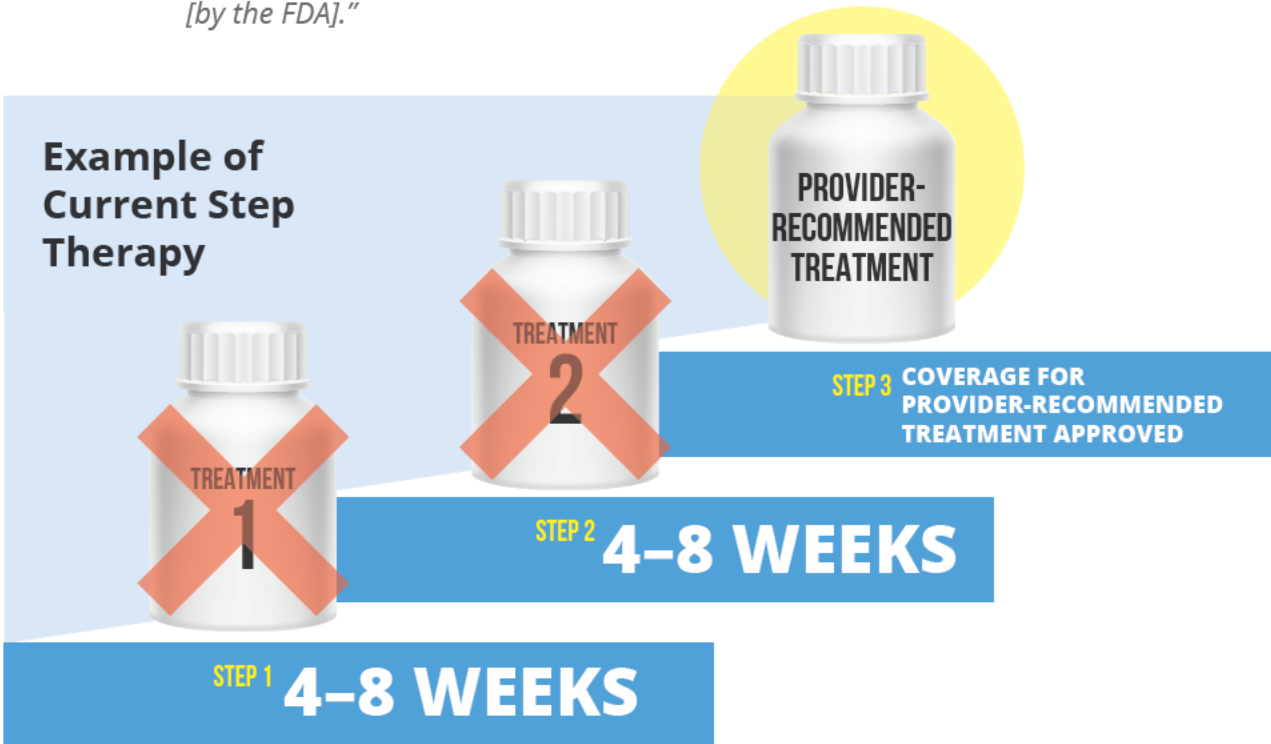 [by the FDA].”
Example of
Current Step
Therapy
PROVIDER-
RECOMMENDED
TREATMENT
TREATMENT
2
TREATMENT
1
STEP 3 COVERAGE FOR
PROVIDER-RECOMMENDED
TREATMENT APPROVED
STEP 2 4–8 WEEKS
STEP 1 4–8 WEEKS